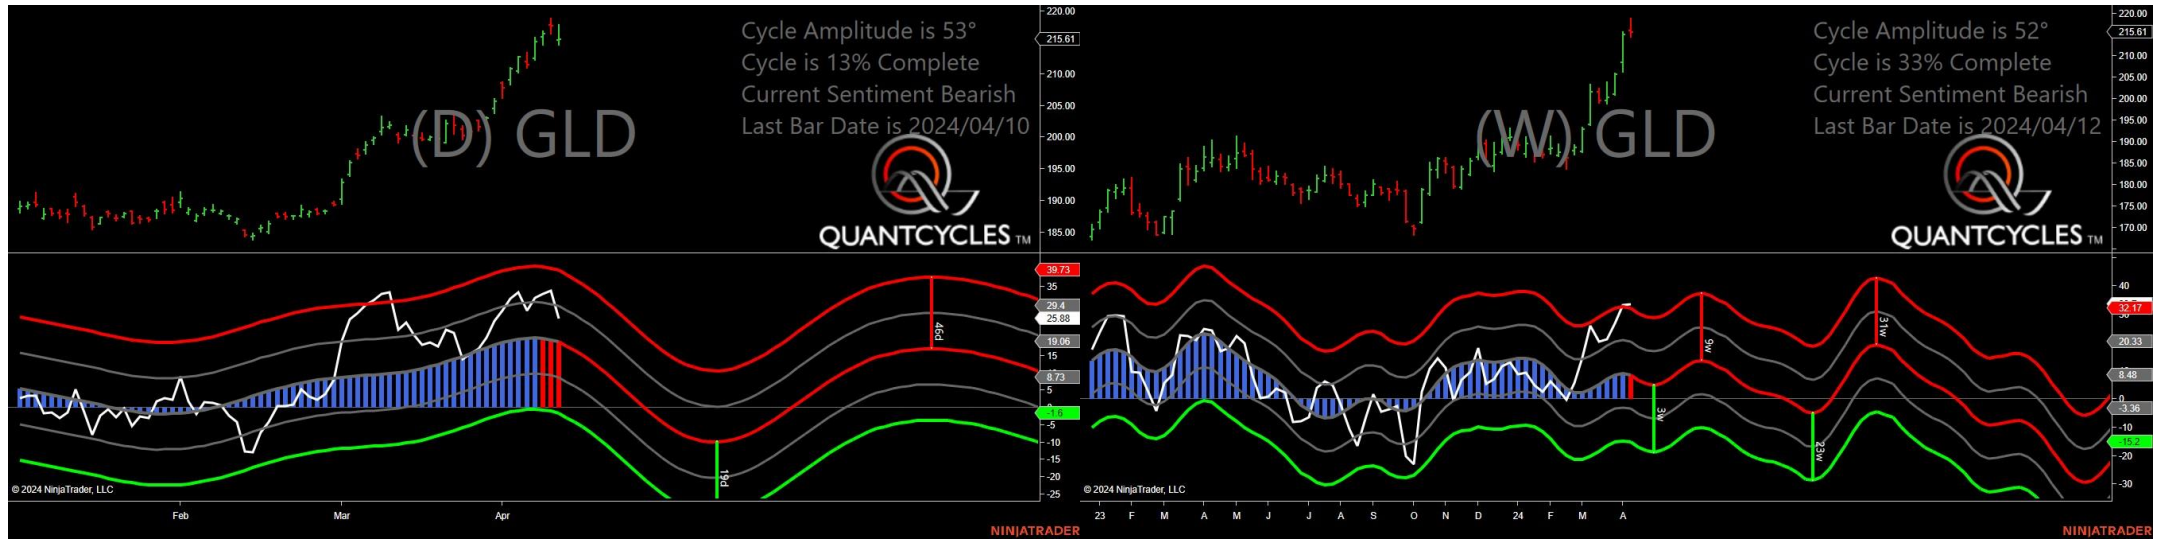 220.00
Cycle Amplitude is 53°
215.61
Cycle is 13% Complete
210.00
Current Sentiment Bearish
205.00
(D) GLD
Last Bar Date is 2024/04/10
200.00
195.00
190.00
185.00
QUANTCYCLES TM
39.73
35
29.4
25.88
19.06
15
8.73
5
0
-1.6
-5
-10
-15
-20
-25
46d
19d
© 2024 NinjaTrader, LLC
Feb Mar Apr
NINJATRADER
220.00
Cycle Amplitude is 52°
215.61
Cycle is 33% Complete
210.00
205.00
Current Sentiment Bearish
200.00
(W) GLD
Last Bar Date is 2024/04/12
195.00
190.00
185.00
180.00
175.00
170.00
QUANTCYCLES TM
40
32.17
30
20.33
8.48
0
-3.36
-10
-15.2
-20
-30
9w
31w
3w
23w
© 2024 NinjaTrader, LLC
23 F M A M J J A S O N D 24 F M A
NINJATRADER